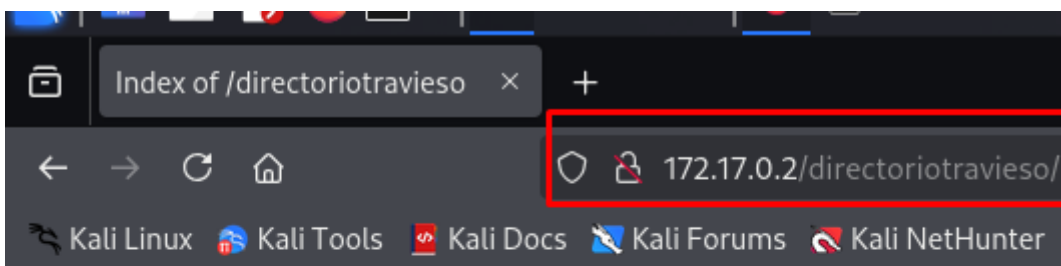 Index of /directoriotravieso
172.17.0.2/directoriotravieso/
Kali Linux Kali Tools Kali Docs Kali Forums Kali NetHunter